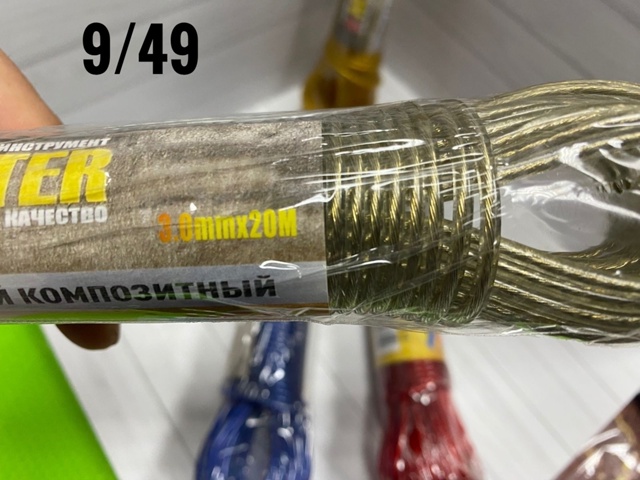 9/49
ИНСТРУМЕНТ
TER
КАЧЕСТВО
3.0mmx20M
КОМПОЗИТНЫЙ